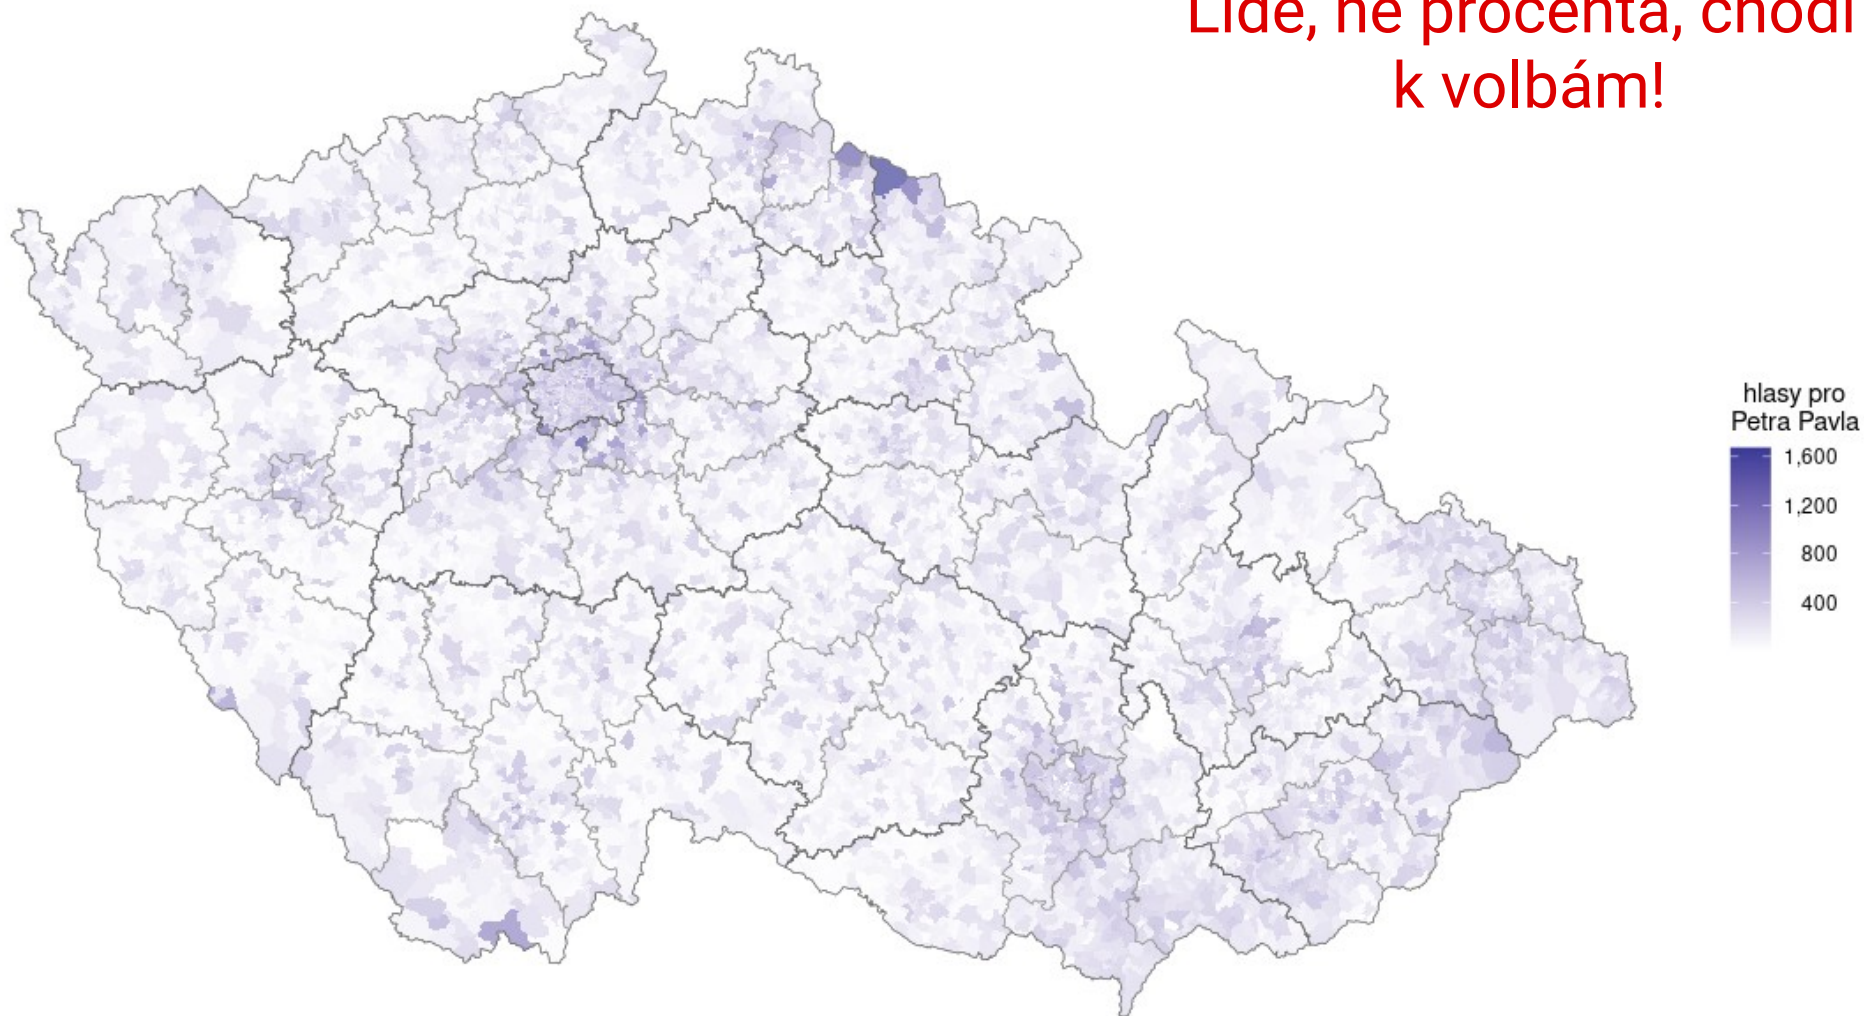 Lidé, ne procenta, chodí
k volbám!
hlasy pro
Petra Pavla
1,600
1,200
800
400